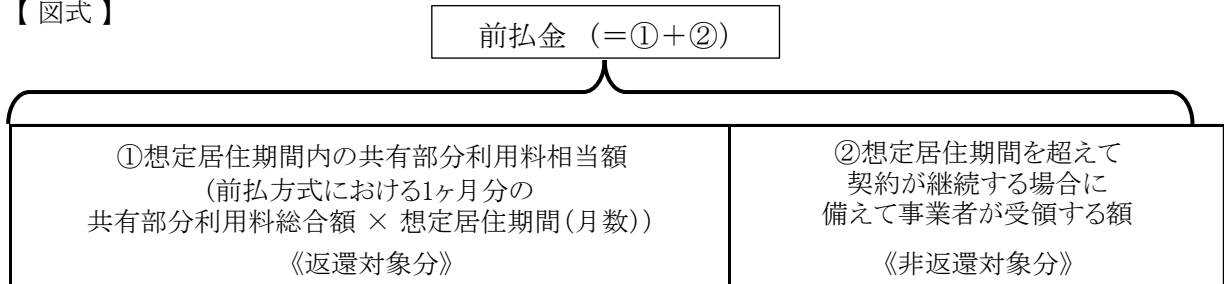 【 図式 】
前払金 (=①+②)
①想定居住期間内の共有部分利用料相当額
(前払方式における1ヶ月分の
共有部分利用料総合額 × 想定居住期間(月数))
《返還対象分》
②想定居住期間を超えて
契約が継続する場合に
備えて事業者が受領する額
《非返還対象分》